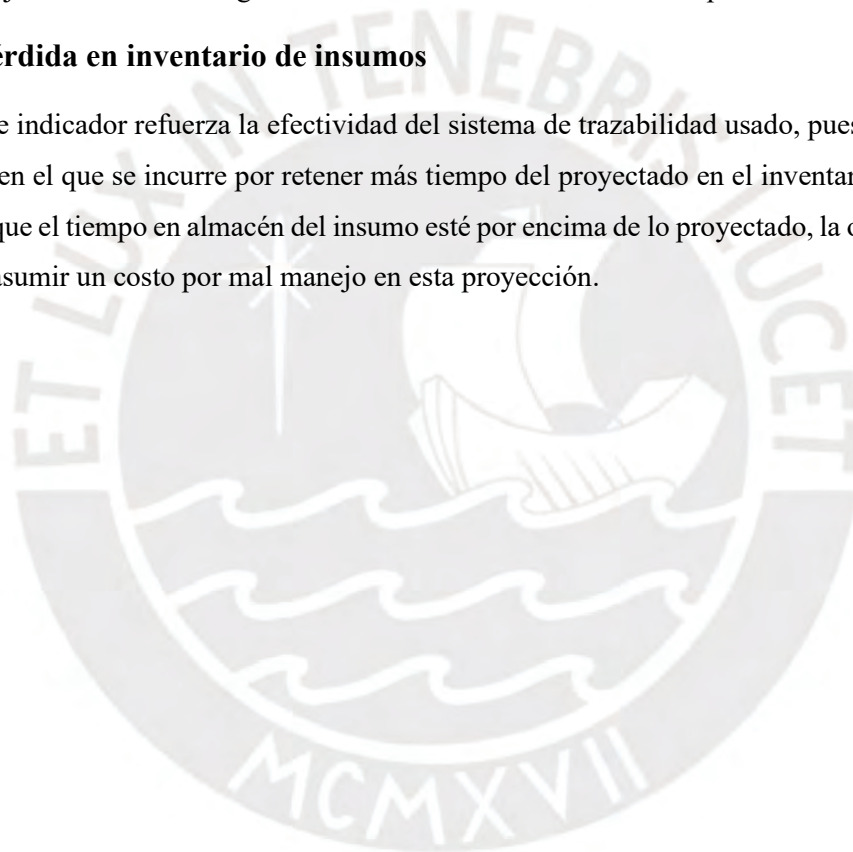 érdida en inventario de insumos
e indicador refuerza la efectividad del sistema de trazabilidad usado, pues
en el que se incurre por retener más tiempo del proyectado en el inventar
que el tiempo en almacén del insumo esté por encima de lo proyectado, la o
asumir un costo por mal manejo en esta proyección.
ET LUX IN TENEBRIS LUCET
MCMXVII